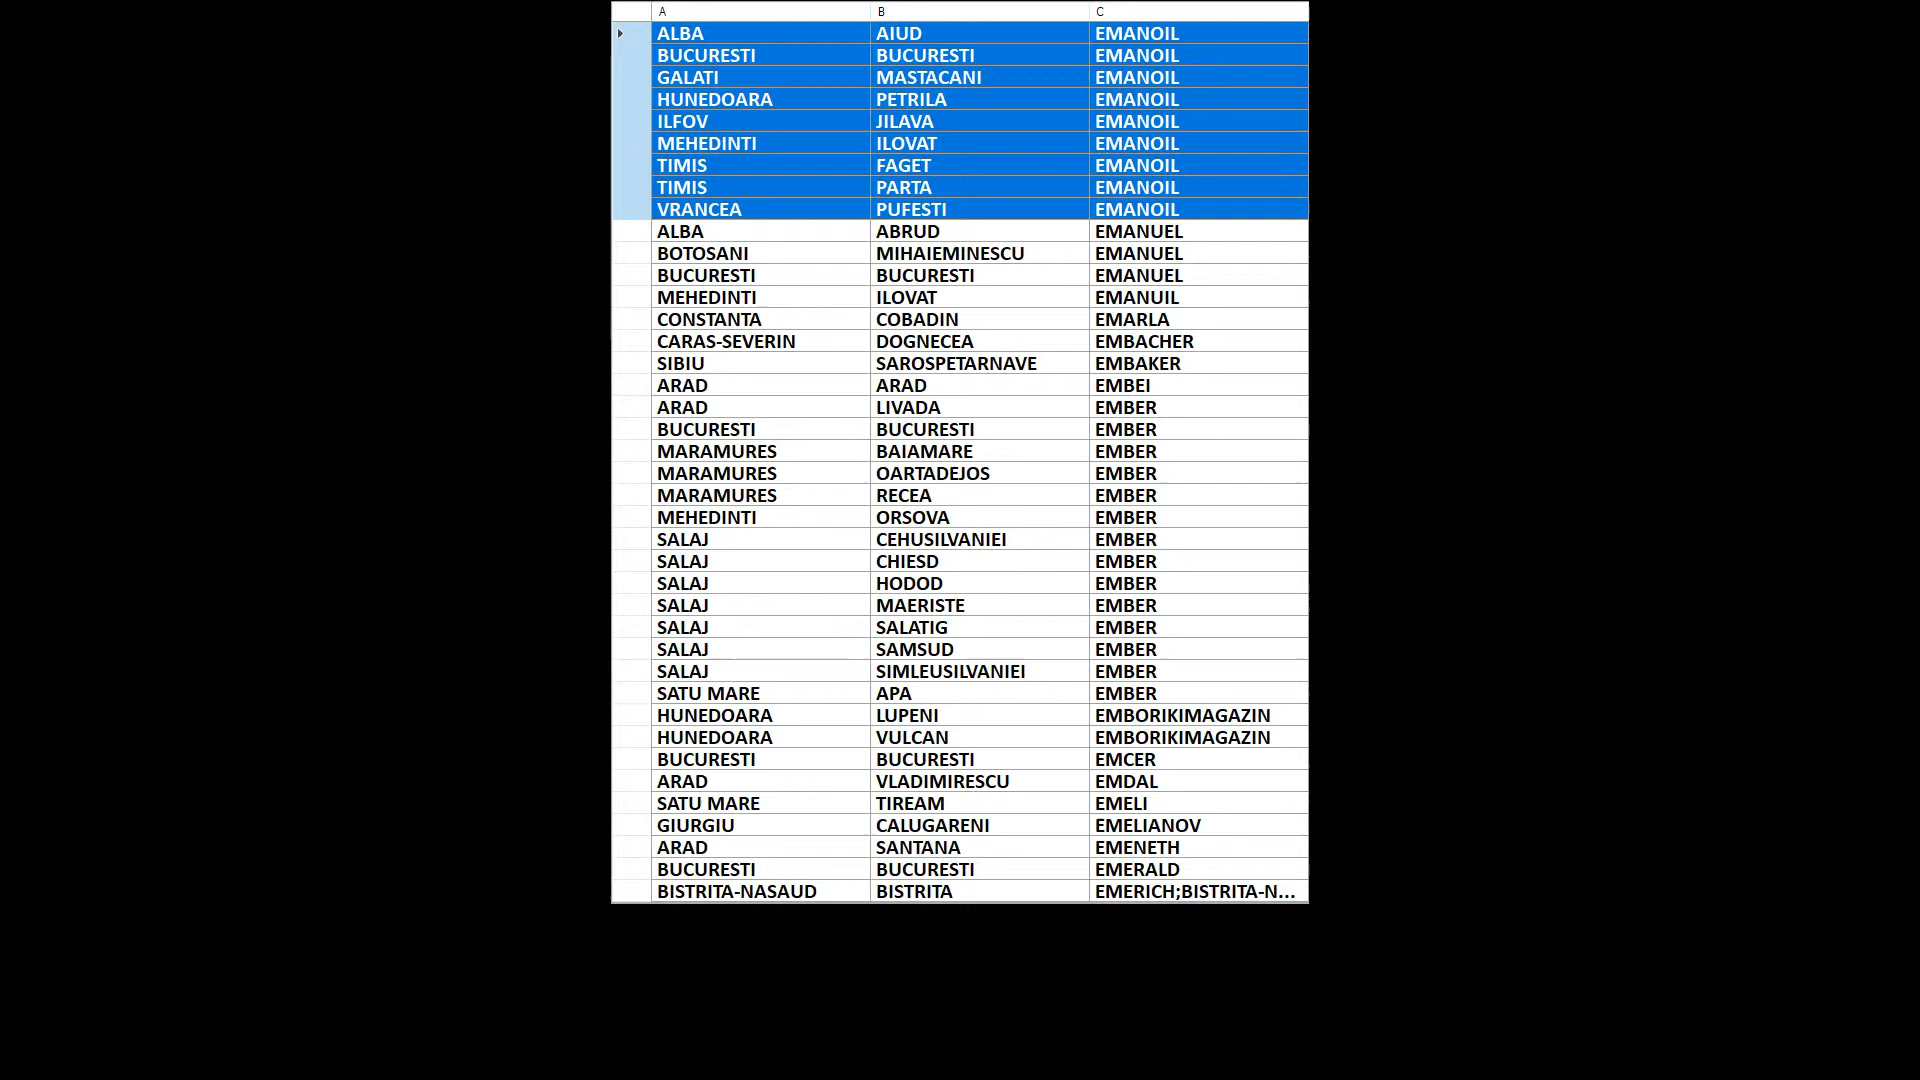 A B C
ALBA AIUD EMANOIL
BUCURESTI BUCURESTI EMANOIL
GALATI MASTACANI EMANOIL
HUNEDOARA PETRILA EMANOIL
ILFOV JILAVA EMANOIL
MEHEDINTI ILOVAT EMANOIL
TIMIS FAGET EMANOIL
TIMIS PARTA EMANOIL
VRANCEA PUFESTI EMANOIL
ALBA ABRUD EMANUEL
BOTOSANI MIHAIEMINESCU EMANUEL
BUCURESTI BUCURESTI EMANUEL
MEHEDINTI ILOVAT EMANUIL
CONSTANTA COBADIN EMARLA
CARAS-SEVERIN DOGNECEA EMBACHER
SIBIU SAROSPETARNAVE EMBAKER
ARAD ARAD EMBEI
ARAD LIVADA EMBER
BUCURESTI BUCURESTI EMBER
MARAMURES BAIAMARE EMBER
MARAMURES OARTADEJOS EMBER
MARAMURES RECEA EMBER
MEHEDINTI ORSOVA EMBER
SALAJ CEHUSILVANIEI EMBER
SALAJ CHIESD EMBER
SALAJ HODOD EMBER
SALAJ MAERISTE EMBER
SALAJ SALATIG EMBER
SALAJ SAMSUD EMBER
SALAJ SIMLEUSILVANIEI EMBER
SATU MARE APA EMBER
HUNEDOARA LUPENI EMBORIKIMAGAZIN
HUNEDOARA VULCAN EMBORIKIMAGAZIN
BUCURESTI BUCURESTI EMCER
ARAD VLADIMIRESCU EMDAL
SATU MARE TIREAM EMELI
GIURGIU CALUGARENI EMELIANOV
ARAD SANTANA EMENETH
BUCURESTI BUCURESTI EMERALD
BISTRITA-NASAUD BISTRITA EMERICH;BISTRITA-N...